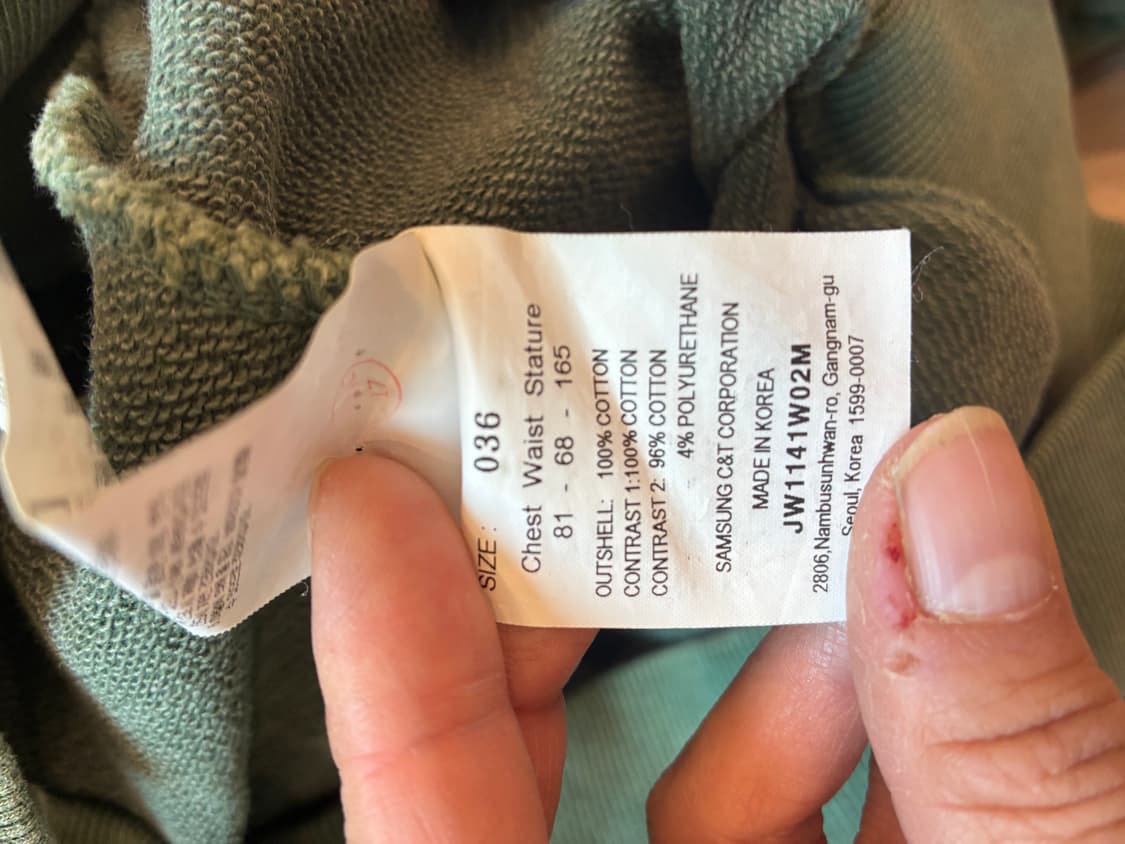 SIZE : 036
Chest Waist Stature
81 - 68 - 165
OUTSHELL: 100% COTTON
CONTRAST 1:100% COTTON
CONTRAST 2: 96% COTTON
4% POLYURETHANE
SAMSUNG C&T CORPORATION
MADE IN KOREA
JW1141W02M
2806,Nambusunhwan-ro, Gangnam-gu
Seoul, Korea 1599-0007
17